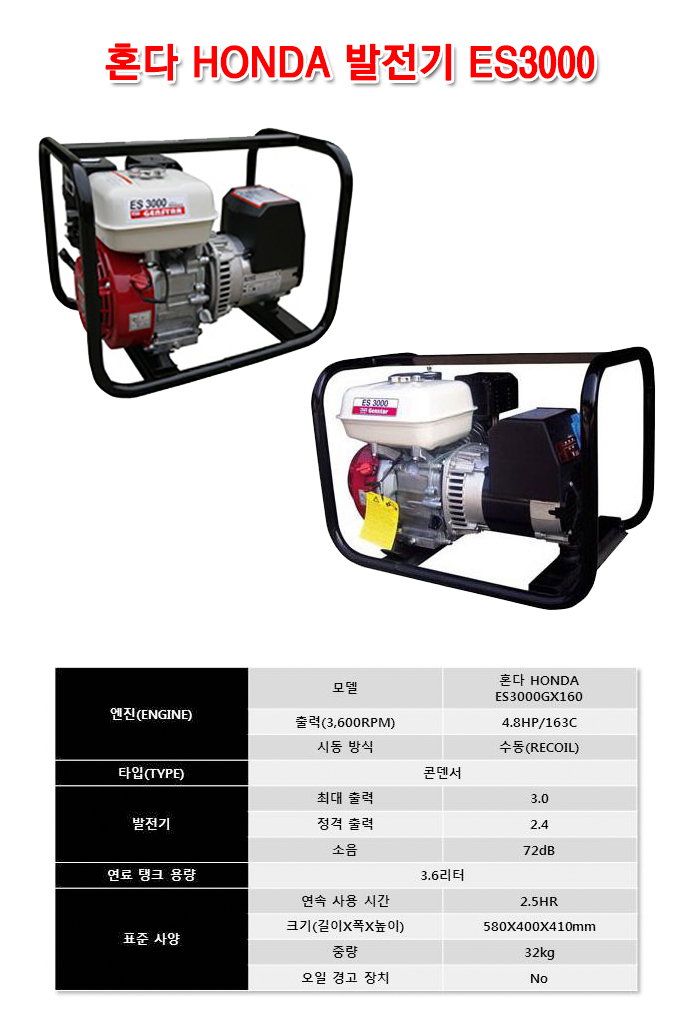 혼다 HONDA 발전기 ES3000
ES 3000
GENSTAR
ES 3000
Genstar
엔진(ENGINE)
모델
혼다 HONDA
ES3000GX160
출력(3,600RPM)
4.8HP/163C
시동 방식
수동(RECOIL)
타입(TYPE)
콘덴서
발전기
최대 출력
3.0
정격 출력
2.4
소음
72dB
연료 탱크 용량
3.6리터
표준 사양
연속 사용 시간
2.5HR
크기(길이X폭X높이)
580X400X410mm
중량
32kg
오일 경고 장치
No